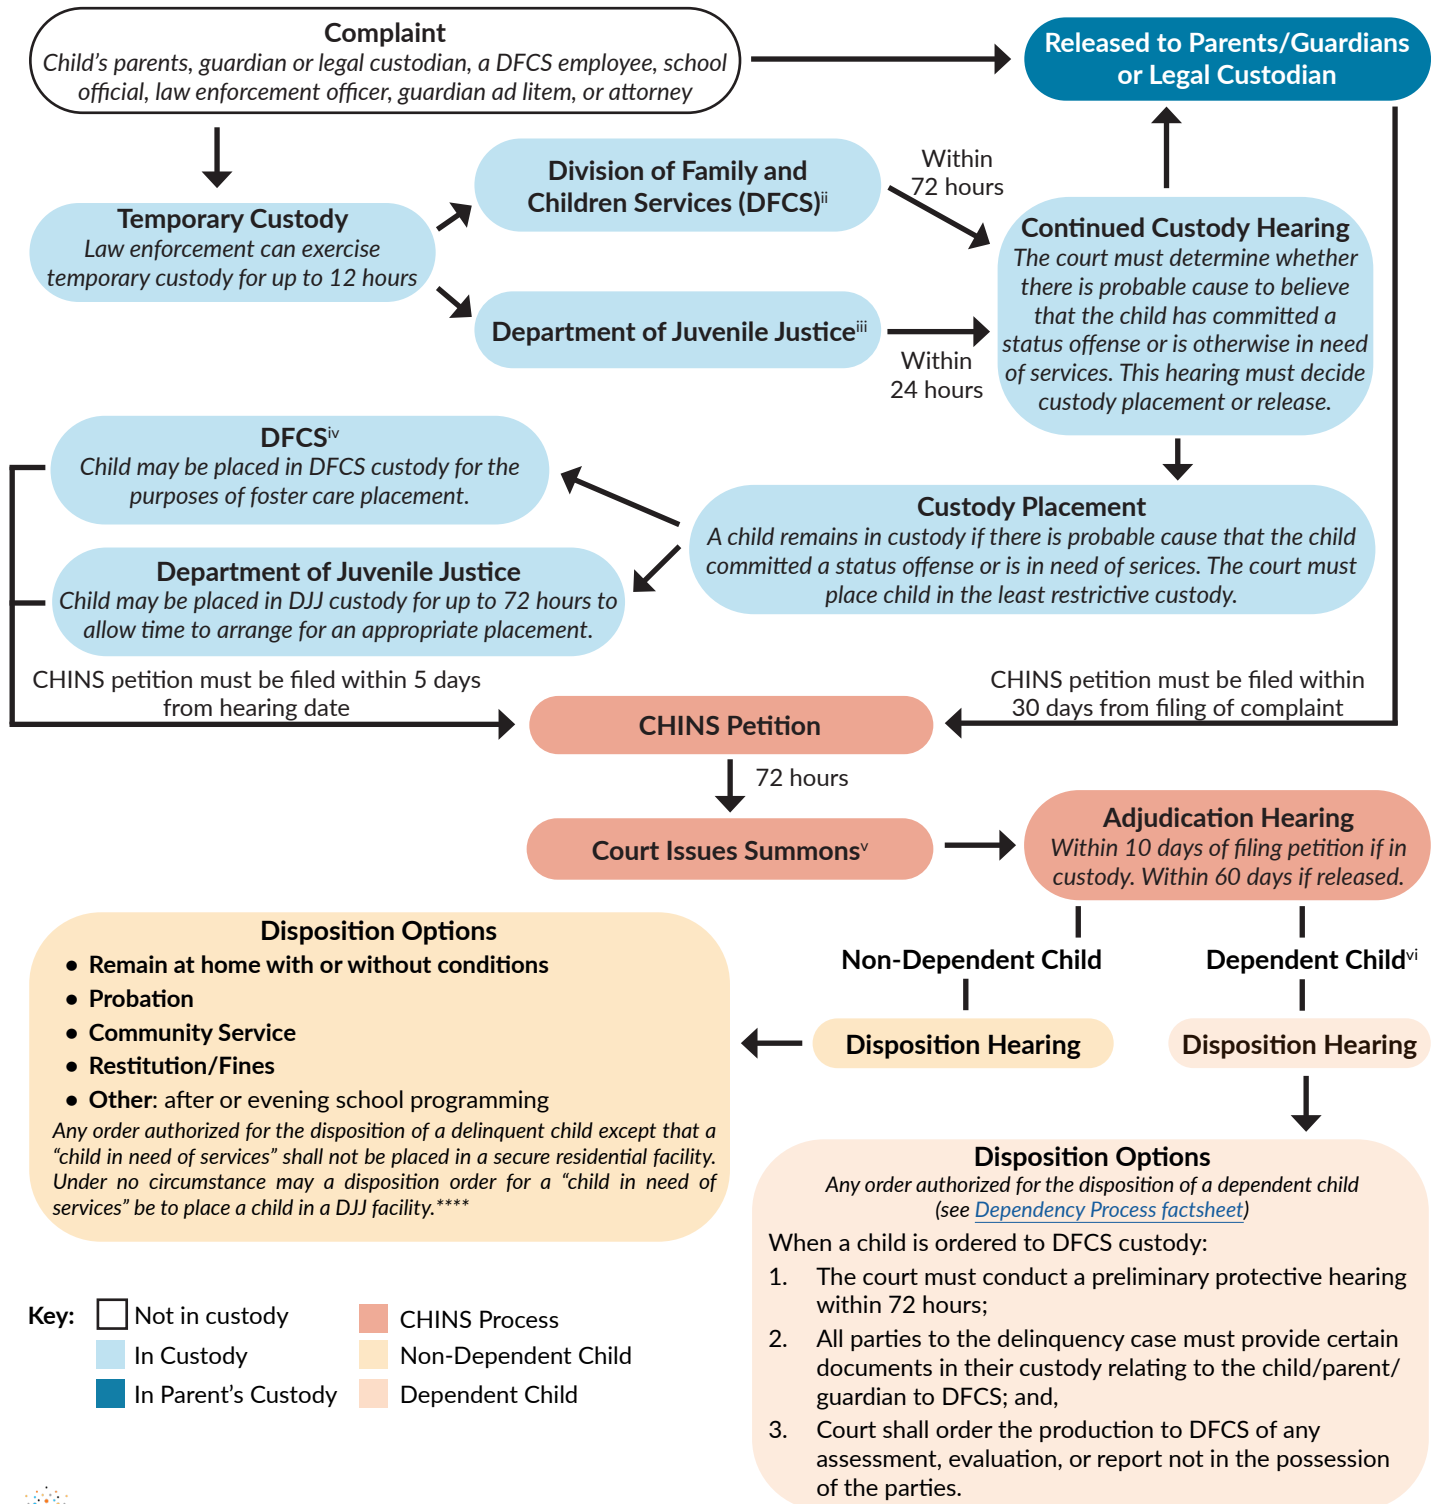 Complaint
Child's parents, guardian or legal custodian, a DFCS employee, school
official, law enforcement officer, guardian ad litem, or attorney
Released to Parents/Guardians
or Legal Custodian
Temporary Custody
Law enforcement can exercise
temporary custody for up to 12 hours
Division of Family and
Children Services (DFCS)ii
Within
72 hours
Department of Juvenile Justiceiii
Within
24 hours
Continued Custody Hearing
The court must determine whether
there is probable cause to believe
that the child has committed a
status offense or is otherwise in need
of services. This hearing must decide
custody placement or release.
DFCSiv
Child may be placed in DFCS custody for the
purposes of foster care placement.
Custody Placement
A child remains in custody if there is probable cause that the child
committed a status offense or is in need of serices. The court must
place child in the least restrictive custody.
Department of Juvenile Justice
Child may be placed in DJJ custody for up to 72 hours to
allow time to arrange for an appropriate placement.
CHINS petition must be filed within 5 days
from hearing date
CHINS petition must be filed within
30 days from filing of complaint
CHINS Petition
72 hours
Court Issues Summonsv
Adjudication Hearing
Within 10 days of filing petition if in
custody. Within 60 days if released.
Non-Dependent Child
Dependent Childvi
Disposition Hearing
Disposition Hearing
Disposition Options
● Remain at home with or without conditions
● Probation
● Community Service
● Restitution/Fines
● Other: after or evening school programming
Any order authorized for the disposition of a delinquent child except that a
“child in need of services” shall not be placed in a secure residential facility.
Under no circumstance may a disposition order for a “child in need of
services” be to place a child in a DJJ facility.****
Disposition Options
Any order authorized for the disposition of a dependent child
(see Dependency Process factsheet)
When a child is ordered to DFCS custody:
1. The court must conduct a preliminary protective hearing
within 72 hours;
2. All parties to the delinquency case must provide certain
documents in their custody relating to the child/parent/
guardian to DFCS; and,
3. Court shall order the production to DFCS of any
assessment, evaluation, or report not in the possession
of the parties.
Key:
Not in custody
In Custody
In Parent's Custody
CHINS Process
Non-Dependent Child
Dependent Child